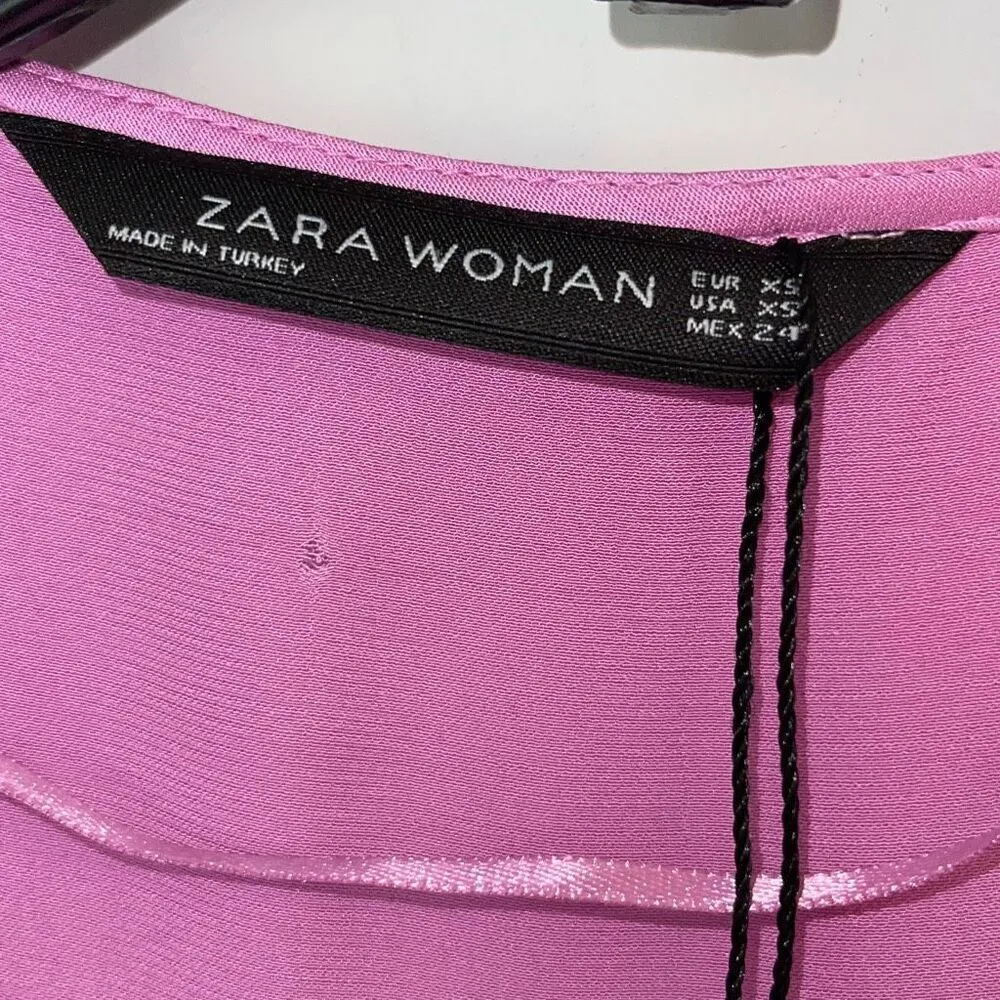 ZARA WOMAN
MADE IN TURKEY
EUR XS
USA XS
MEX 24